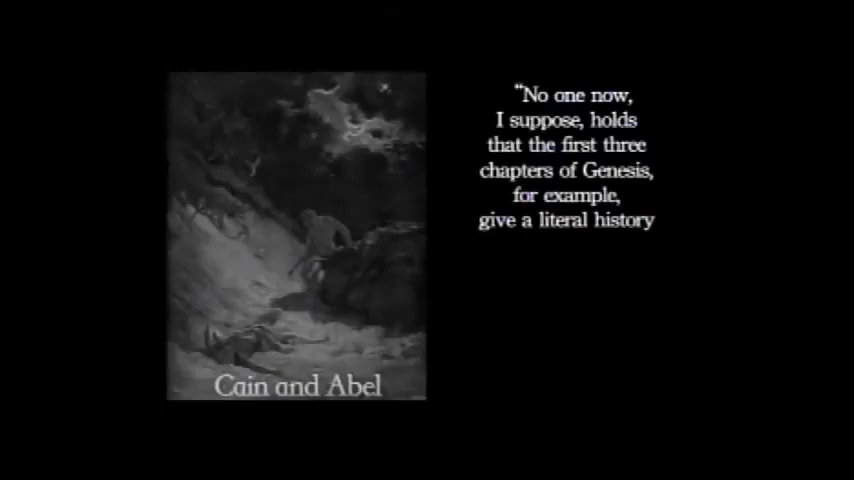 "No one now,
I suppose, holds
that the first three
chapters of Genesis,
for example,
give a literal history
Cain and Abel